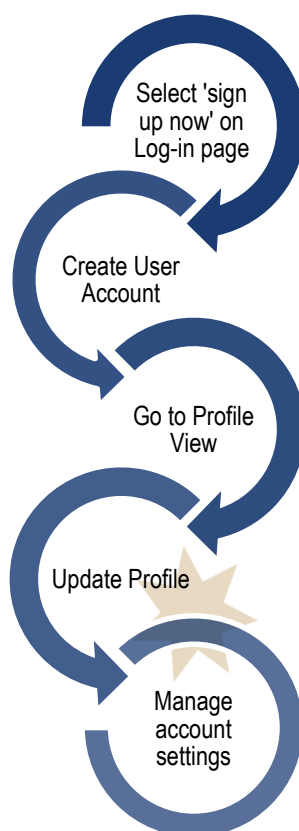 Select 'sign
up now' on
Log-in page
Create User
Account
Go to Profile
View
Update Profile
Manage
account
settings